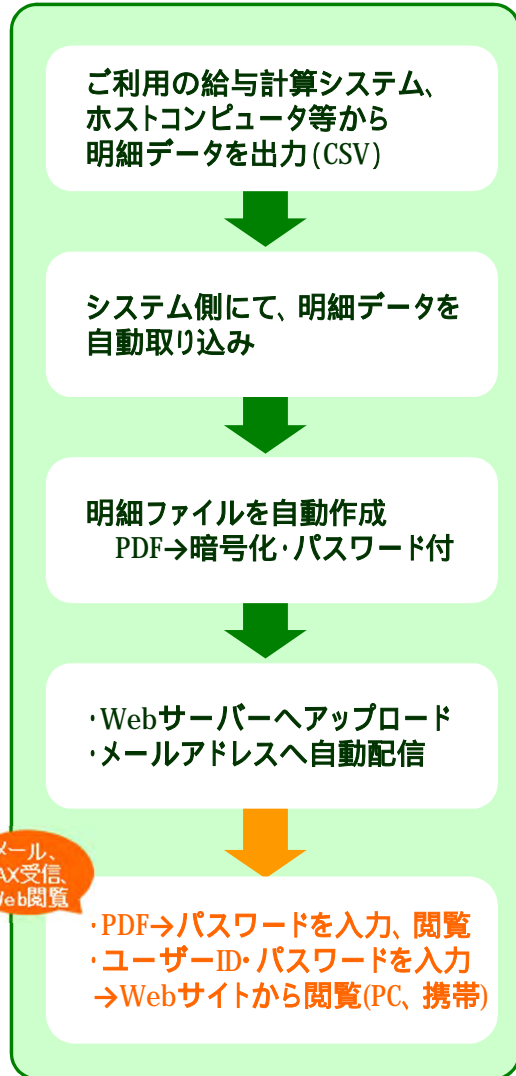 ご利用の給与計算システム、
ホストコンピュータ等から
明細データを出力(CSV)
システム側にて、明細データを
自動取り込み
明細ファイルを自動作成
PDF→暗号化・パスワード付
・Webサーバーへアップロード
・メールアドレスへ自動配信
メール、
AX受信、
Web閲覧
・PDF→パスワードを入力、閲覧
・ユーザーID・パスワードを入力
→Webサイトから閲覧(PC、携帯)